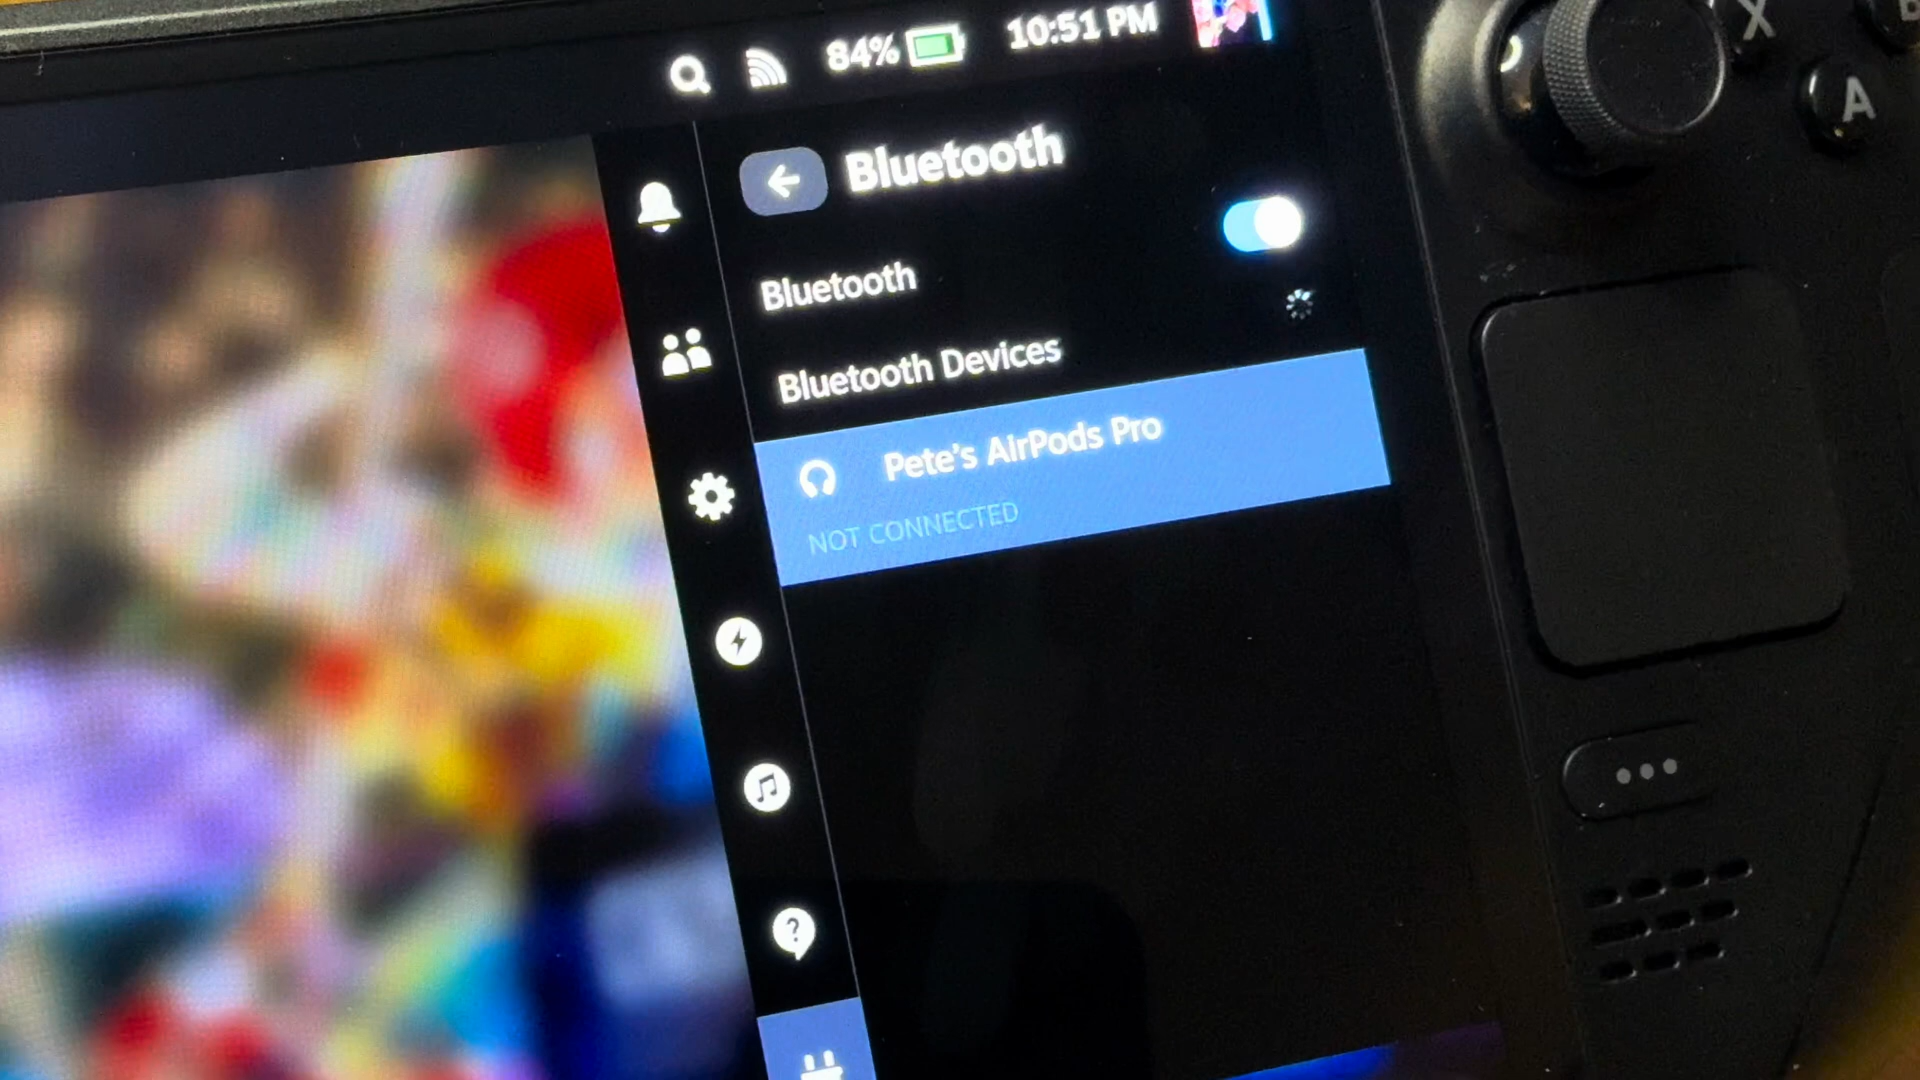 84% 10:51 PM
X
B
A
Bluetooth
Bluetooth
Bluetooth Devices
Pete's AirPods Pro
NOT CONNECTED